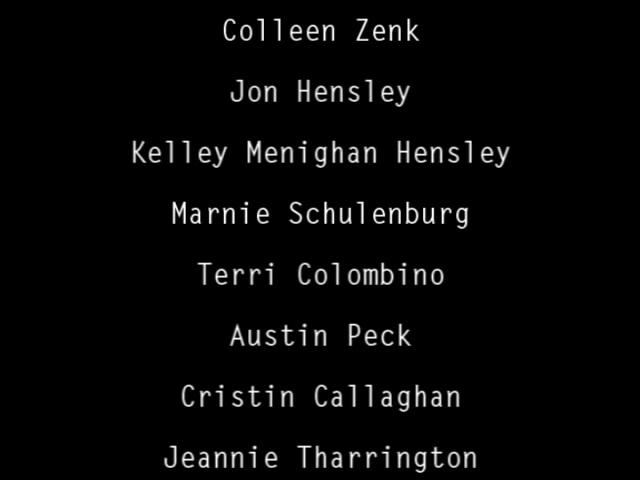 Colleen Zenk
Jon Hensley
Kelley Menighan Hensley
Marnie Schulenburg
Terri Colombino
Austin Peck
Cristin Callaghan
Jeannie Tharrington